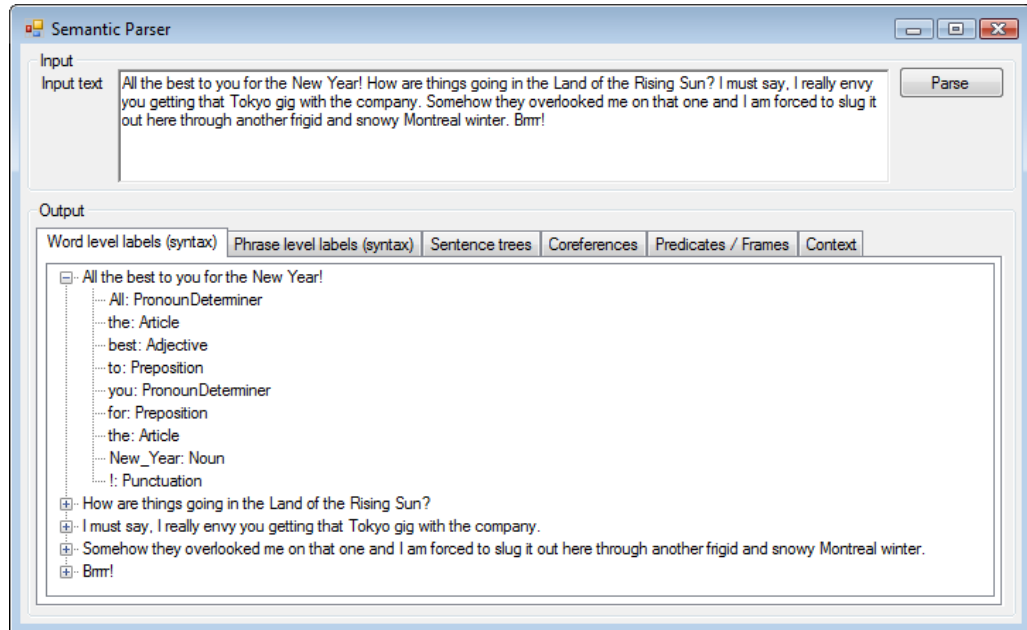 Semantic Parser
Input
Input text
All the best to you for the New Year! How are things going in the Land of the Rising Sun? I must say, I really envy
you getting that Tokyo gig with the company. Somehow they overlooked me on that one and I am forced to slug it
out here through another frigid and snowy Montreal winter. Brrrr!
Parse
Output
Word level labels (syntax) Phrase level labels (syntax) Sentence trees Coreferences Predicates / Frames Context
All the best to you for the New Year!
All: PronounDeterminer
the: Article
best: Adjective
to: Preposition
you: PronounDeterminer
for: Preposition
the: Article
New_Year: Noun
!: Punctuation
How are things going in the Land of the Rising Sun?
I must say, I really envy you getting that Tokyo gig with the company.
Somehow they overlooked me on that one and I am forced to slug it out here through another frigid and snowy Montreal winter.
Brrrr!